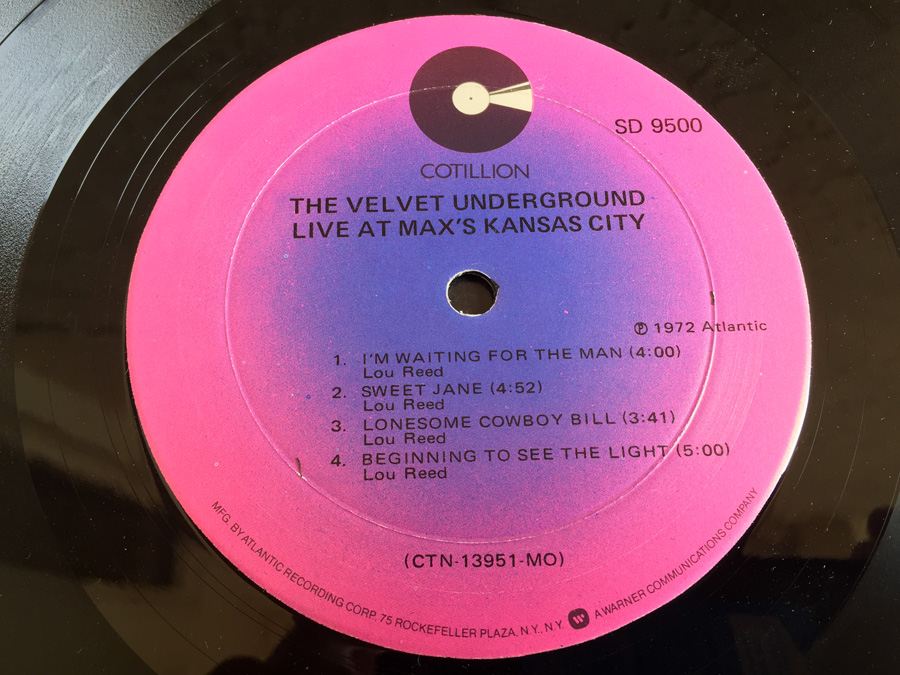 COTILLION
SD 9500
THE VELVET UNDERGROUND
LIVE AT MAX'S KANSAS CITY
℗ 1972 Atlantic
1. I'M WAITING FOR THE MAN (4:00)
Lou Reed
2. SWEET JANE (4:52)
Lou Reed
3. LONESOME COWBOY BILL (3:41)
Lou Reed
4. BEGINNING TO SEE THE LIGHT (5:00)
Lou Reed
(CTN-13951-MO)
MFG. BY ATLANTIC RECORDING CORP. 75 ROCKEFELLER PLAZA, N.Y., N.Y. W A WARNER COMMUNICATIONS COMPANY